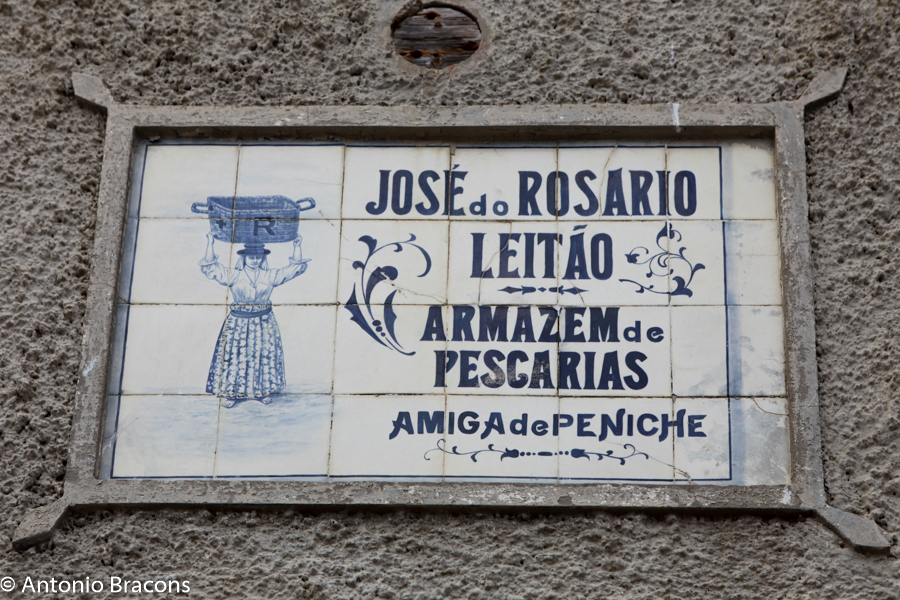 R
JOSÉ do ROSARIO
LEITÃO
ARMAZEM de
PESCARIAS
AMIGA de PENICHE
© Antonio Bracons